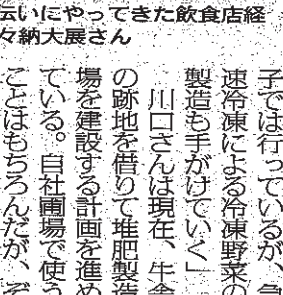 伝いにやってきた飲食店経
々納大展さん
子では行っているが、急
速冷凍による冷凍野菜の
製造も手がけていく」
川口さんは現在、牛舎
の跡地を借りて堆肥製造
場を建設する計画を進め
ている。自社圃場で使う
ことはもちろんだが、ぞ